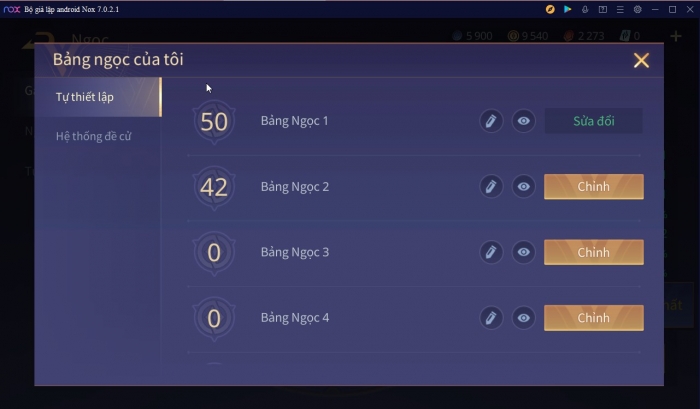 nox Bộ giả lập android Nox 7.0.2.1
Ngọc 5 900 9 540 2 273 0
Bảng ngọc của tôi
Tự thiết lập
Hệ thống đề cử
50 Bảng Ngọc 1 Sửa đổi
42 Bảng Ngọc 2 Chỉnh
0 Bảng Ngọc 3 Chỉnh
0 Bảng Ngọc 4 Chỉnh